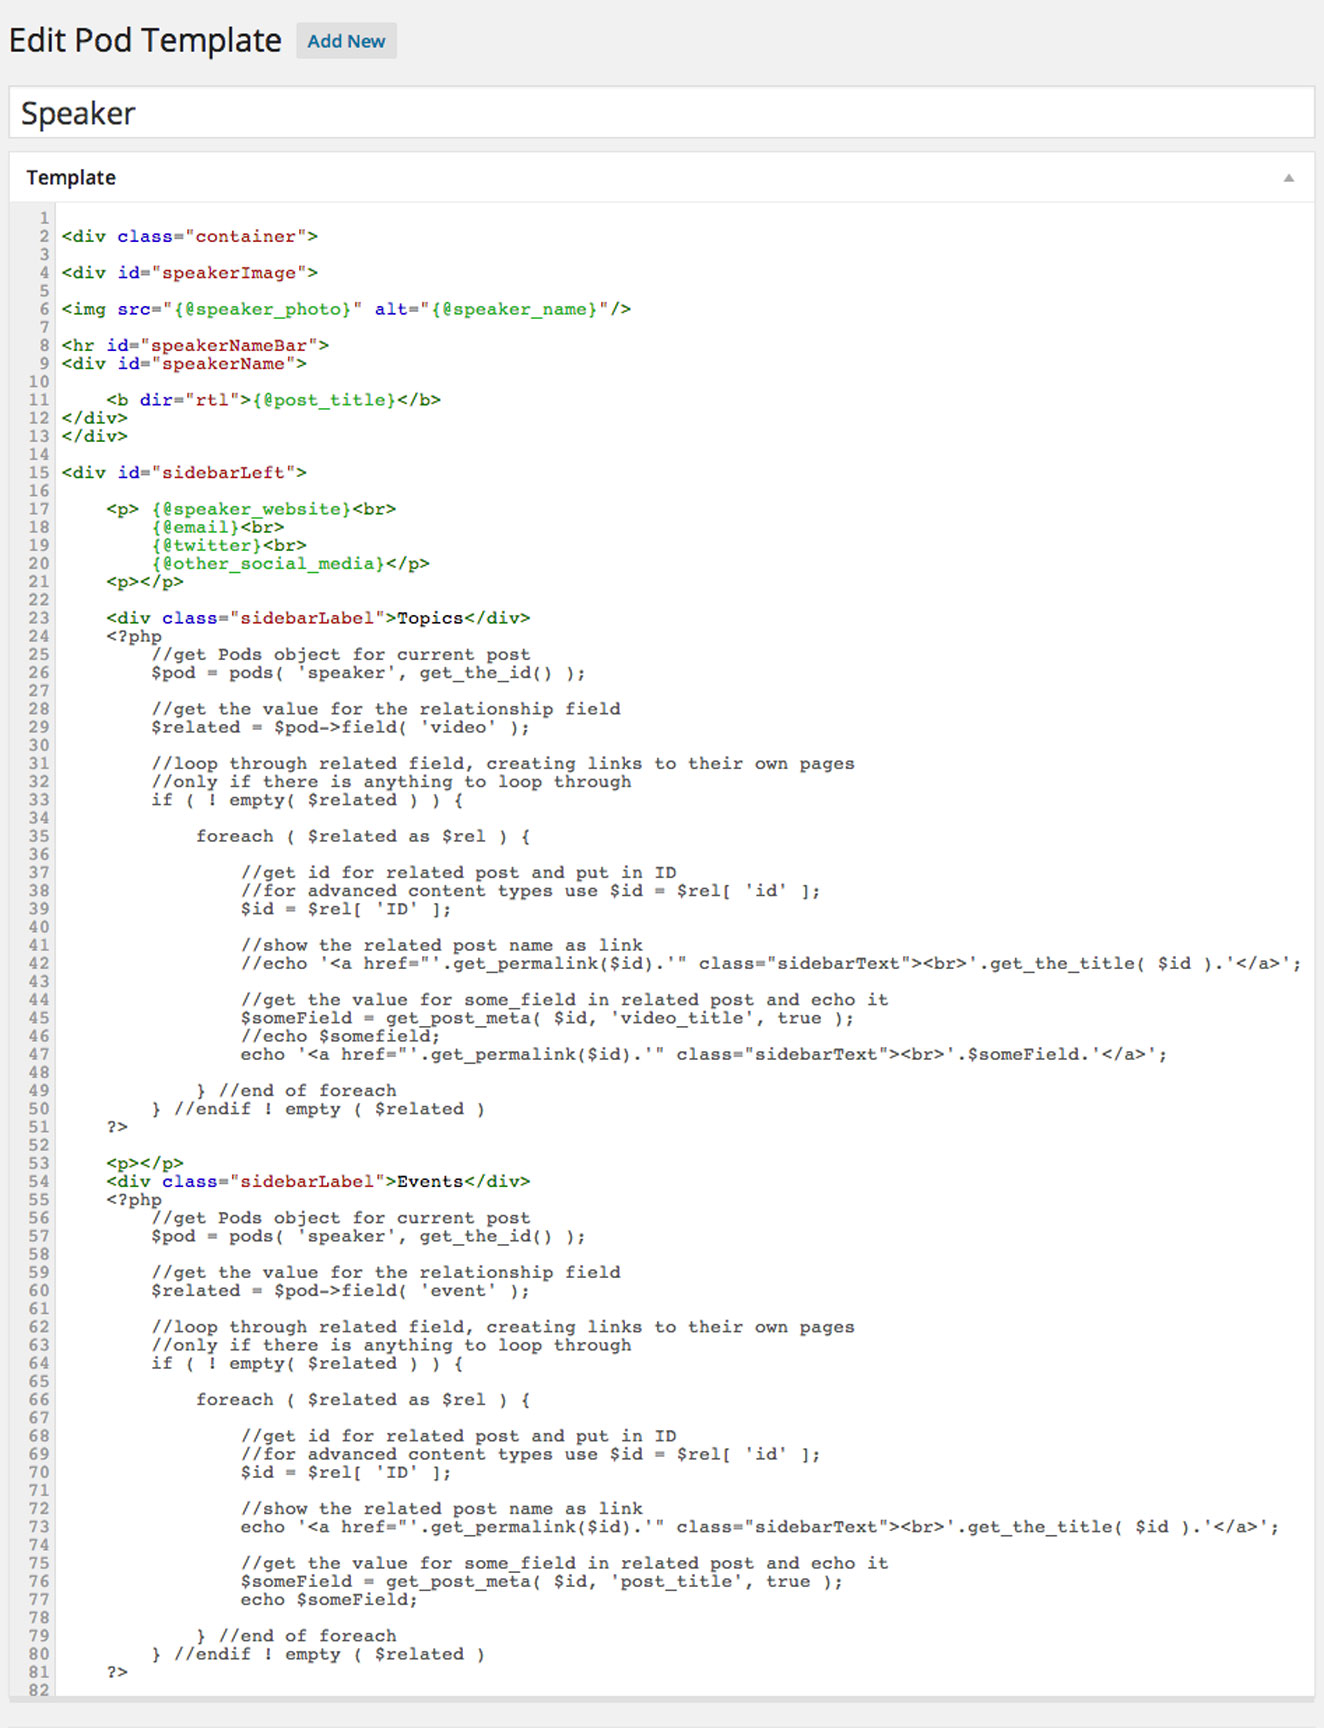 Edit Pod Template Add New
Speaker
Template
1
2 <div class="container">
3
4 <div id="speakerImage">
5
6 <img src="{@speaker_photo}" alt="{@speaker_name}"/>
7
8 <hr id="speakerNameBar">
9 <div id="speakerName">
10
11     <b dir="rtl">{@post_title}</b>
12 </div>
13 </div>
14
15 <div id="sidebarLeft">
16
17     <p> {@speaker_website}<br>
18         {@email}<br>
19         {@twitter}<br>
20         {@other_social_media}</p>
21     <p></p>
22
23     <div class="sidebarLabel">Topics</div>
24     <?php
25         //get Pods object for current post
26         $pod = pods( 'speaker', get_the_id() );
27
28         //get the value for the relationship field
29         $related = $pod->field( 'video' );
30
31         //loop through related field, creating links to their own pages
32         //only if there is anything to loop through
33         if ( ! empty( $related ) ) {
34
35             foreach ( $related as $rel ) {
36
37                 //get id for related post and put in ID
38                 //for advanced content types use $id = $rel[ 'id' ];
39                 $id = $rel[ 'ID' ];
40
41                 //show the related post name as link
42                 //echo '<a href="'.get_permalink($id).'" class="sidebarText"><br>'.get_the_title( $id ).'</a>';
43
44                 //get the value for some_field in related post and echo it
45                 $someField = get_post_meta( $id, 'video_title', true );
46                 //echo $somefield;
47                 echo '<a href="'.get_permalink($id).'" class="sidebarText"><br>'.$someField.'</a>';
48
49             } //end of foreach
50         } //endif ! empty ( $related )
51     ?>
52
53     <p></p>
54     <div class="sidebarLabel">Events</div>
55     <?php
56         //get Pods object for current post
57         $pod = pods( 'speaker', get_the_id() );
58
59         //get the value for the relationship field
60         $related = $pod->field( 'event' );
61
62         //loop through related field, creating links to their own pages
63         //only if there is anything to loop through
64         if ( ! empty( $related ) ) {
65
66             foreach ( $related as $rel ) {
67
68                 //get id for related post and put in ID
69                 //for advanced content types use $id = $rel[ 'id' ];
70                 $id = $rel[ 'ID' ];
71
72                 //show the related post name as link
73                 echo '<a href="'.get_permalink($id).'" class="sidebarText"><br>'.get_the_title( $id ).'</a>';
74
75                 //get the value for some_field in related post and echo it
76                 $someField = get_post_meta( $id, 'post_title', true );
77                 echo $someField;
78
79             } //end of foreach
80         } //endif ! empty ( $related )
81     ?>
82